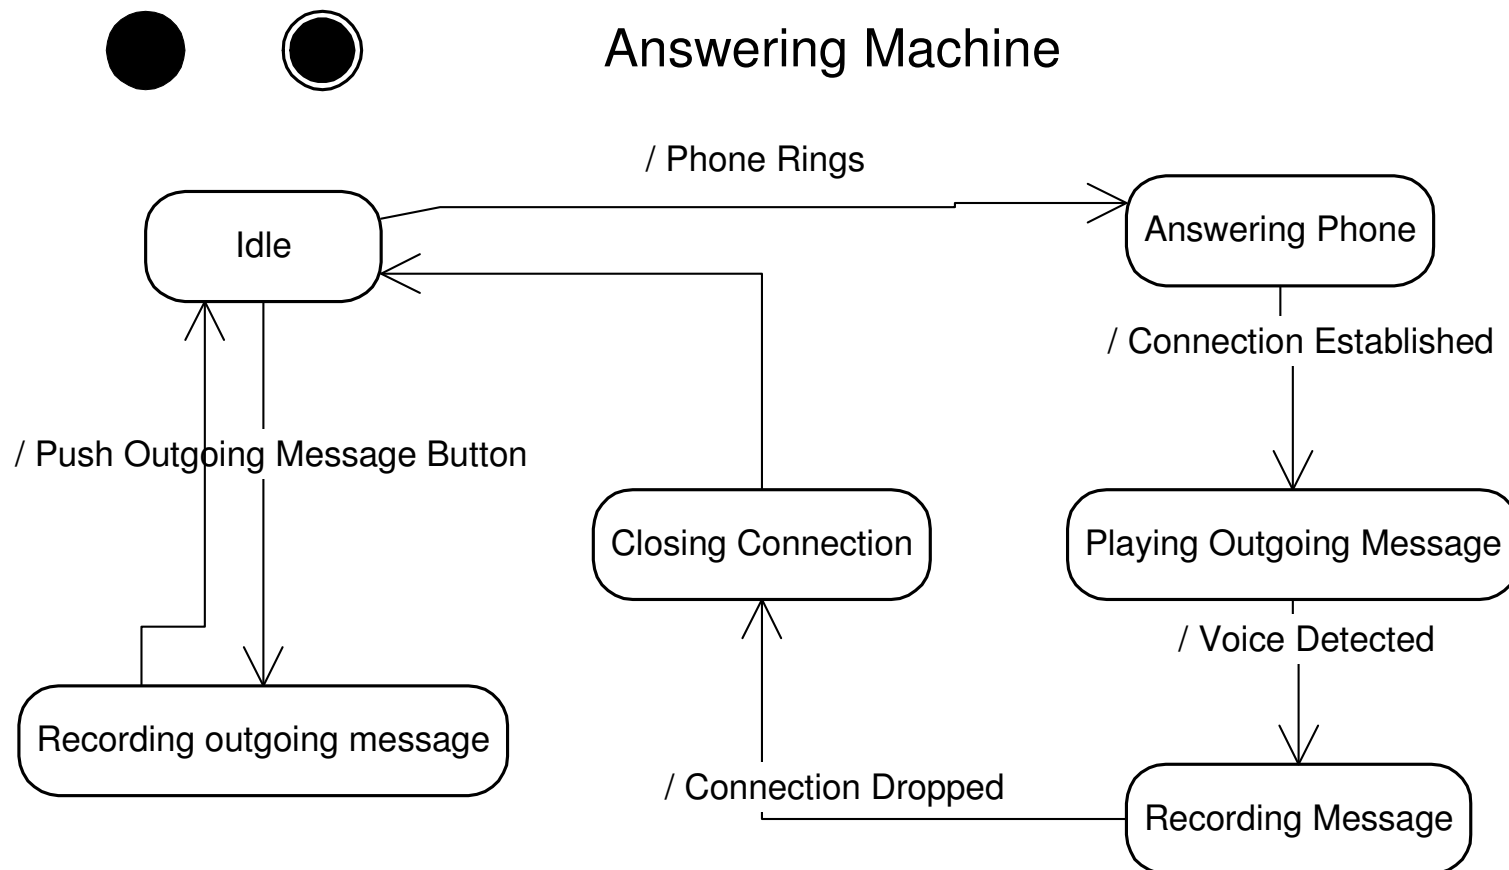 Answering Machine
/ Phone Rings
Idle
Answering Phone
/ Connection Established
/ Push Outgoing Message Button
Closing Connection
Playing Outgoing Message
/ Voice Detected
Recording outgoing message
/ Connection Dropped
Recording Message